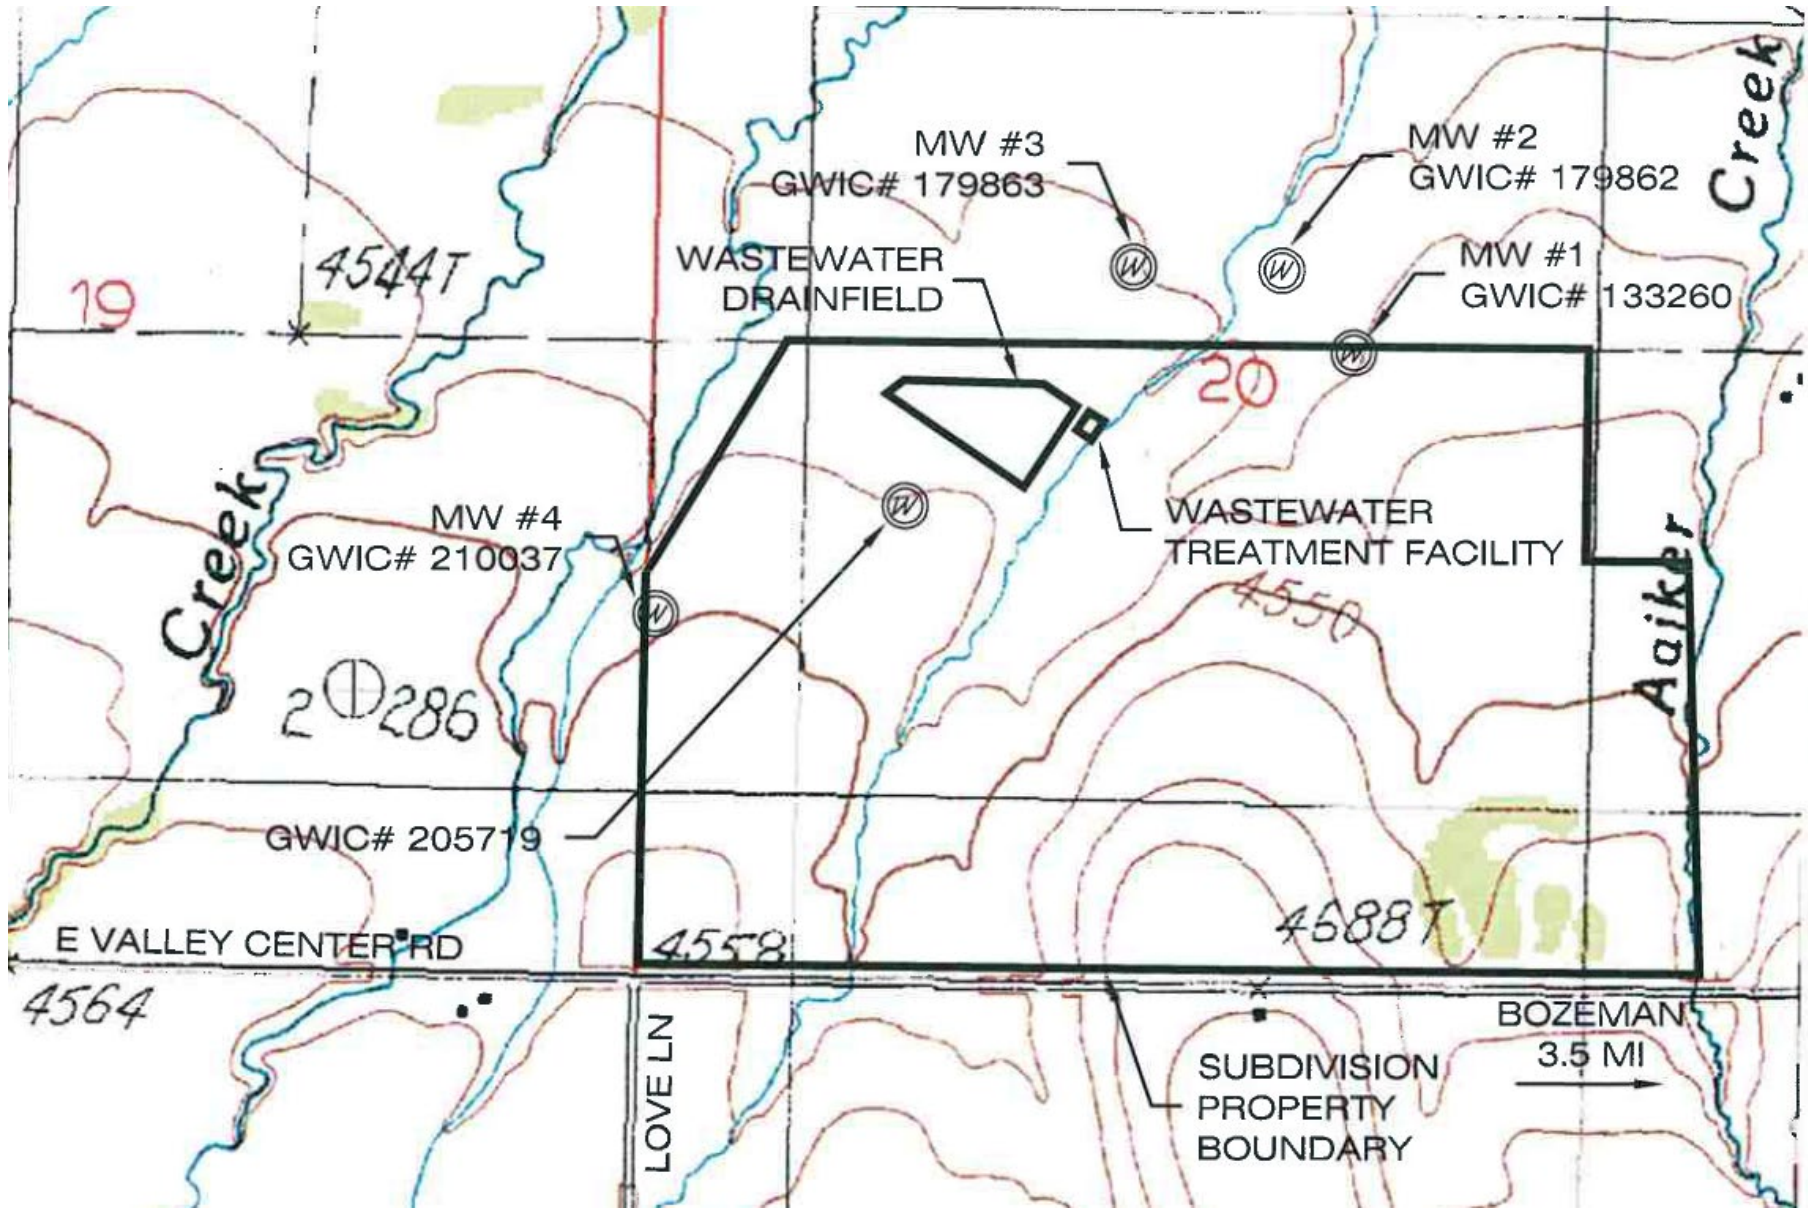 Creek
MW #3
GWIC# 179863
MW #2
GWIC# 179862
4544T
WASTEWATER
DRAINFIELD
MW #1
GWIC# 133260
19
20
Creek
MW #4
GWIC# 210037
WASTEWATER
TREATMENT FACILITY
4550
Aajker
2 286
GWIC# 205719
E VALLEY CENTER RD
4558
4688T
4564
LOVE LN
SUBDIVISION
PROPERTY
BOUNDARY
BOZEMAN
3.5 MI
W
W
W
W
W